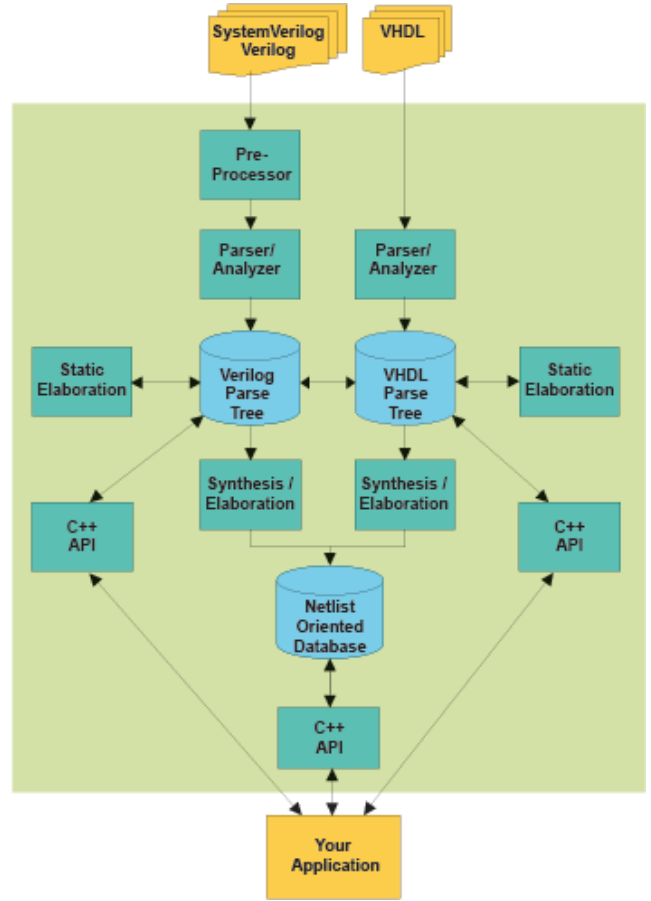 SystemVerilog
Verilog
VHDL
Pre-
Processor
Parser/
Analyzer
Parser/
Analyzer
Static
Elaboration
Verilog
Parse
Tree
VHDL
Parse
Tree
Static
Elaboration
Synthesis /
Elaboration
Synthesis /
Elaboration
C++
API
C++
API
Netlist
Oriented
Database
C++
API
Your
Application